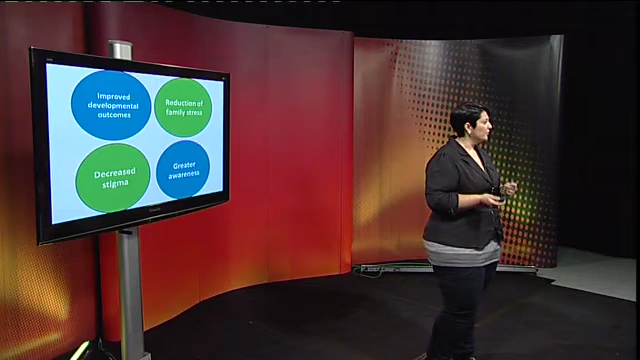 Improved
developmental
outcomes
Reduction of
family stress
Decreased
stigma
Greater
awareness